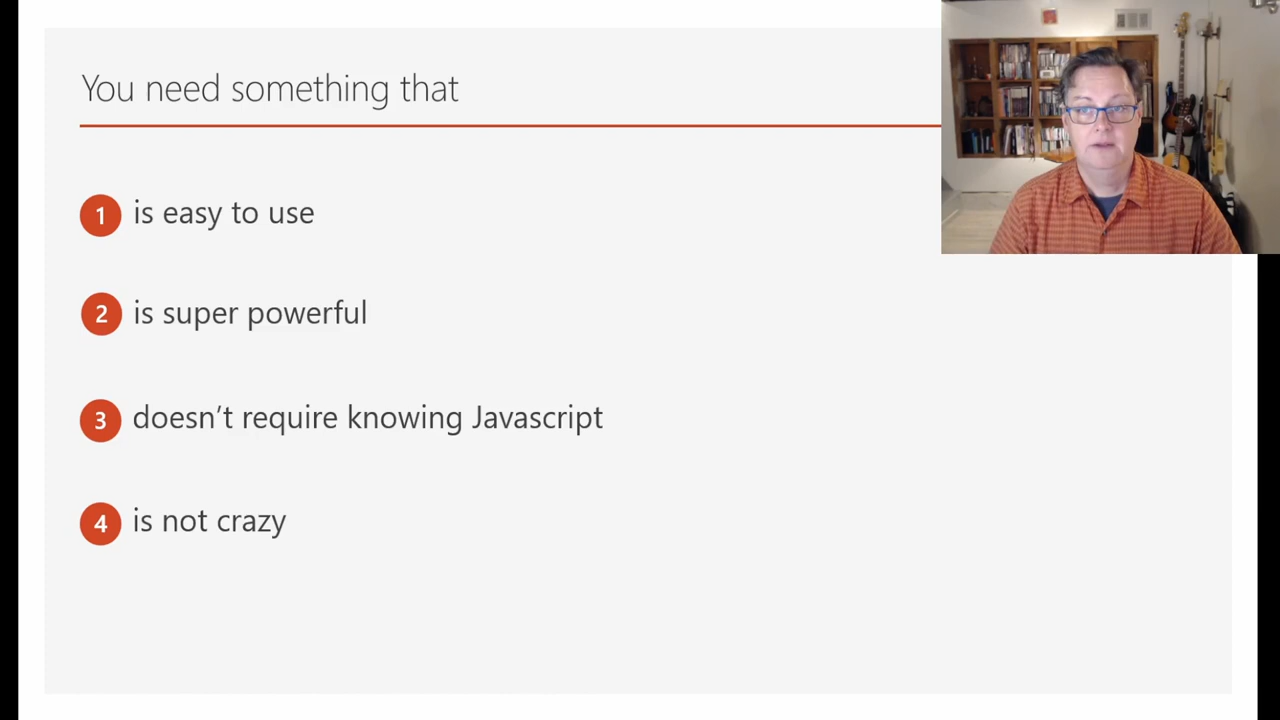 You need something that
1 is easy to use
2 is super powerful
3 doesn’t require knowing Javascript
4 is not crazy